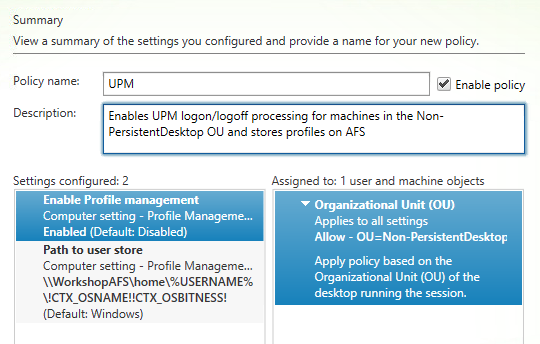 Summary
View a summary of the settings you configured and provide a name for your new policy.
Policy name:
UPM
Enable policy
Description:
Enables UPM logon/logoff processing for machines in the Non-
PersistentDesktop OU and stores profiles on AFS
Settings configured: 2
Enable Profile management
Computer setting - Profile Manageme...
Enabled (Default: Disabled)
Path to user store
Computer setting - Profile Manageme...
\\WorkshopAFS\home\%USERNAME%
\!CTX_OSNAME!!CTX_OSBITNESS!
(Default: Windows)
Assigned to: 1 user and machine objects
Organizational Unit (OU)
Applies to all settings
Allow - OU=Non-PersistentDesktop
Apply policy based on the
Organizational Unit (OU) of the
desktop running the session.